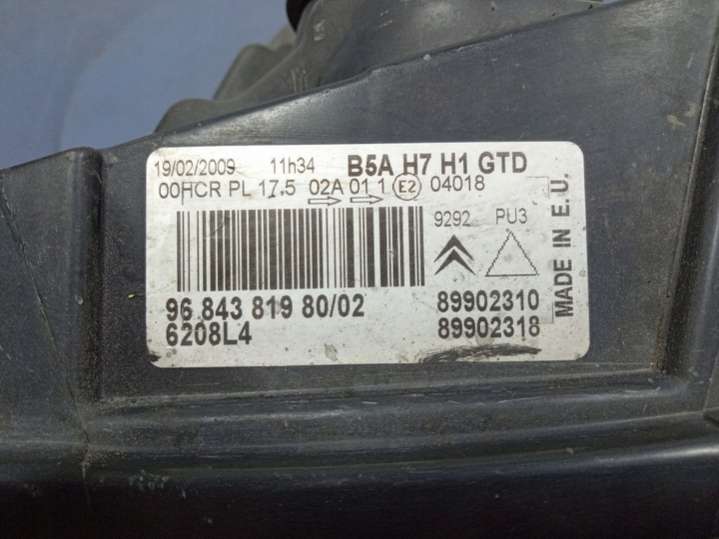 19/02/2009 11h34 B5A H7 H1 GTD
00HCR PL 17.5 02A 01 1 E2 04018
9292 PU3
96 843 819 80/02 89902310
6208L4 89902318
MADE IN E.U.